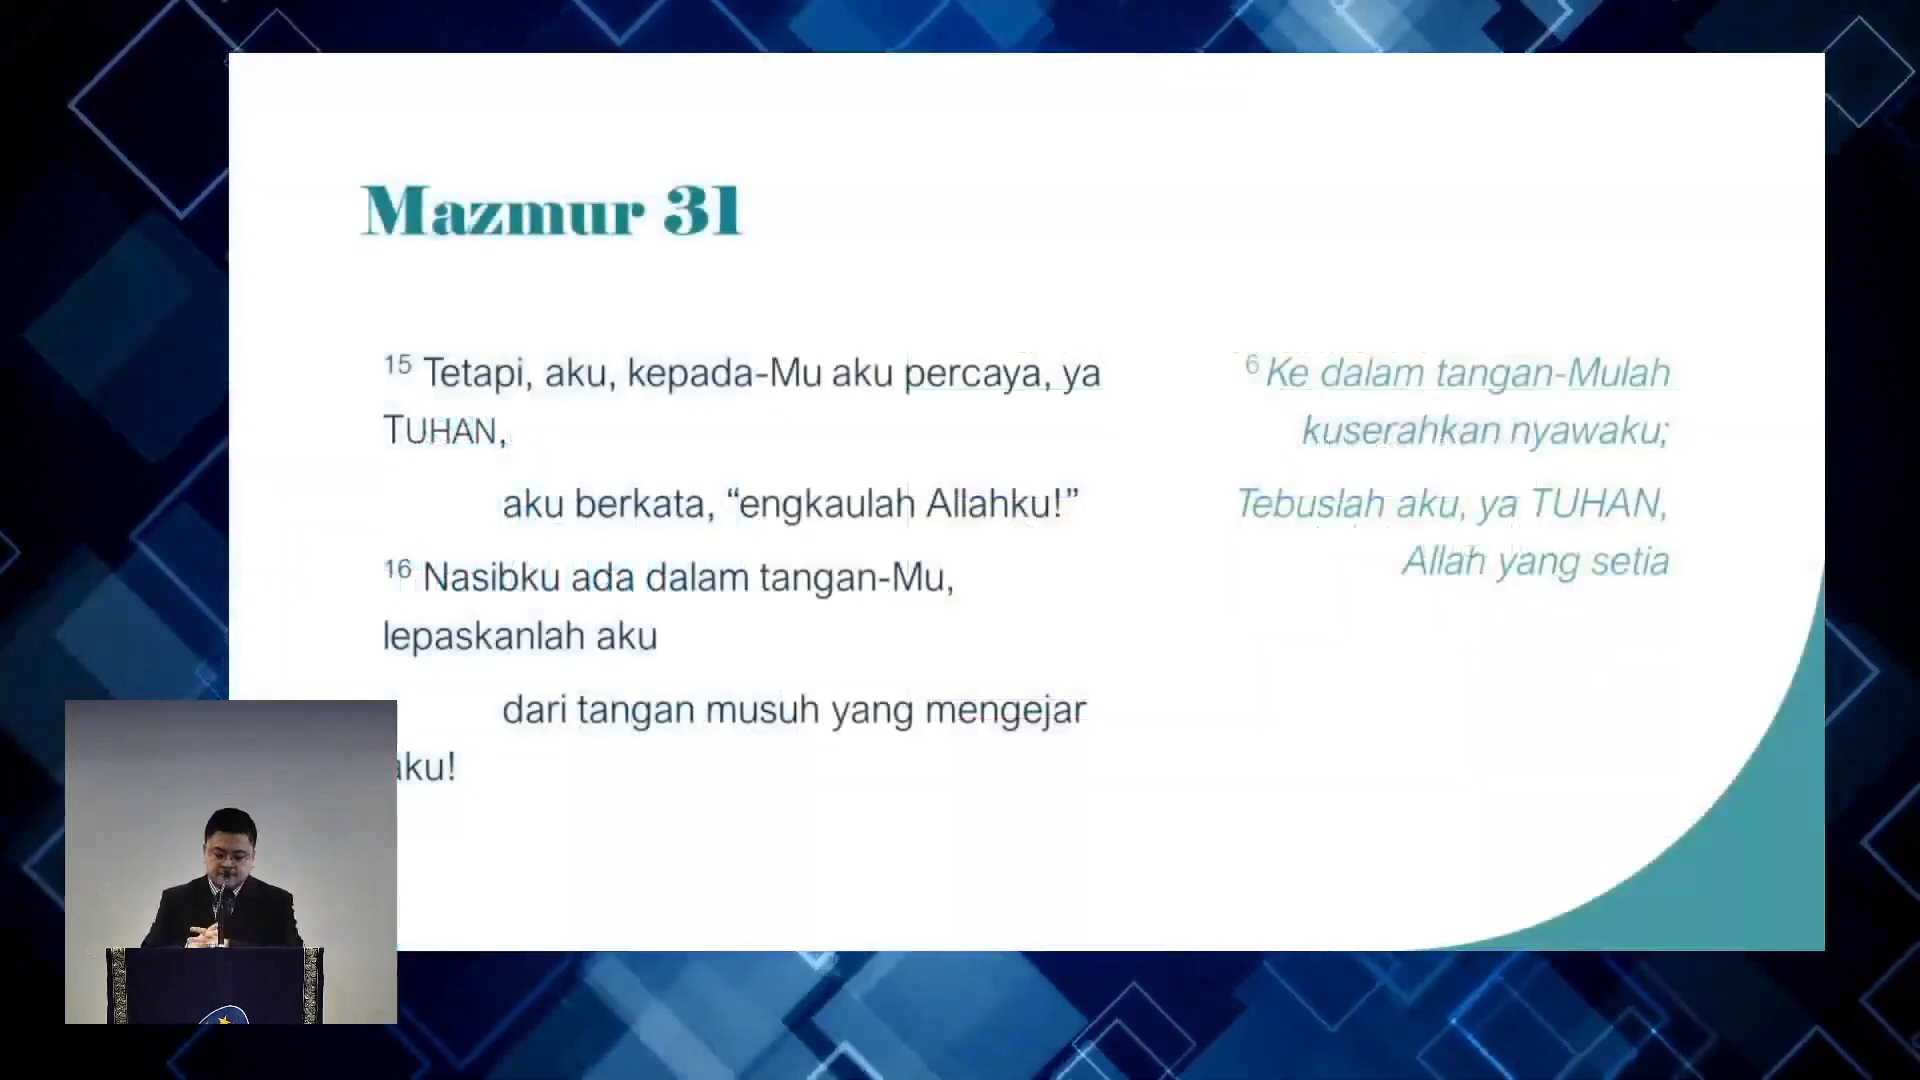 Mazmur 31
15 Tetapi, aku, kepada-Mu aku percaya, ya
TUHAN,
aku berkata, “engkaulah Allahku!”
16 Nasibku ada dalam tangan-Mu,
lepaskanlah aku
dari tangan musuh yang mengejar
aku!
6 Ke dalam tangan-Mulah
kuserahkan nyawaku;
Tebuslah aku, ya TUHAN,
Allah yang setia